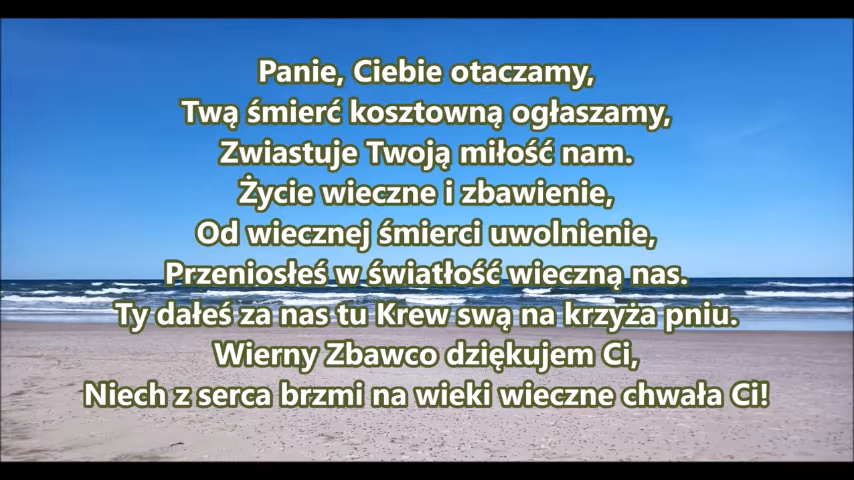 Panie, Ciebie otaczamy,
Twą śmierć kosztowną ogłaszamy,
Zwiastuje Twoją miłość nam.
Życie wieczne i zbawienie,
Od wiecznej śmierci uwolnienie,
Przeniosłeś w światłość wieczną nas.
Ty dałeś za nas tu Krew swą na krzyża pniu.
Wierny Zbawco dziękujem Ci,
Niech z serca brzmi na wieki wieczne chwała Ci!